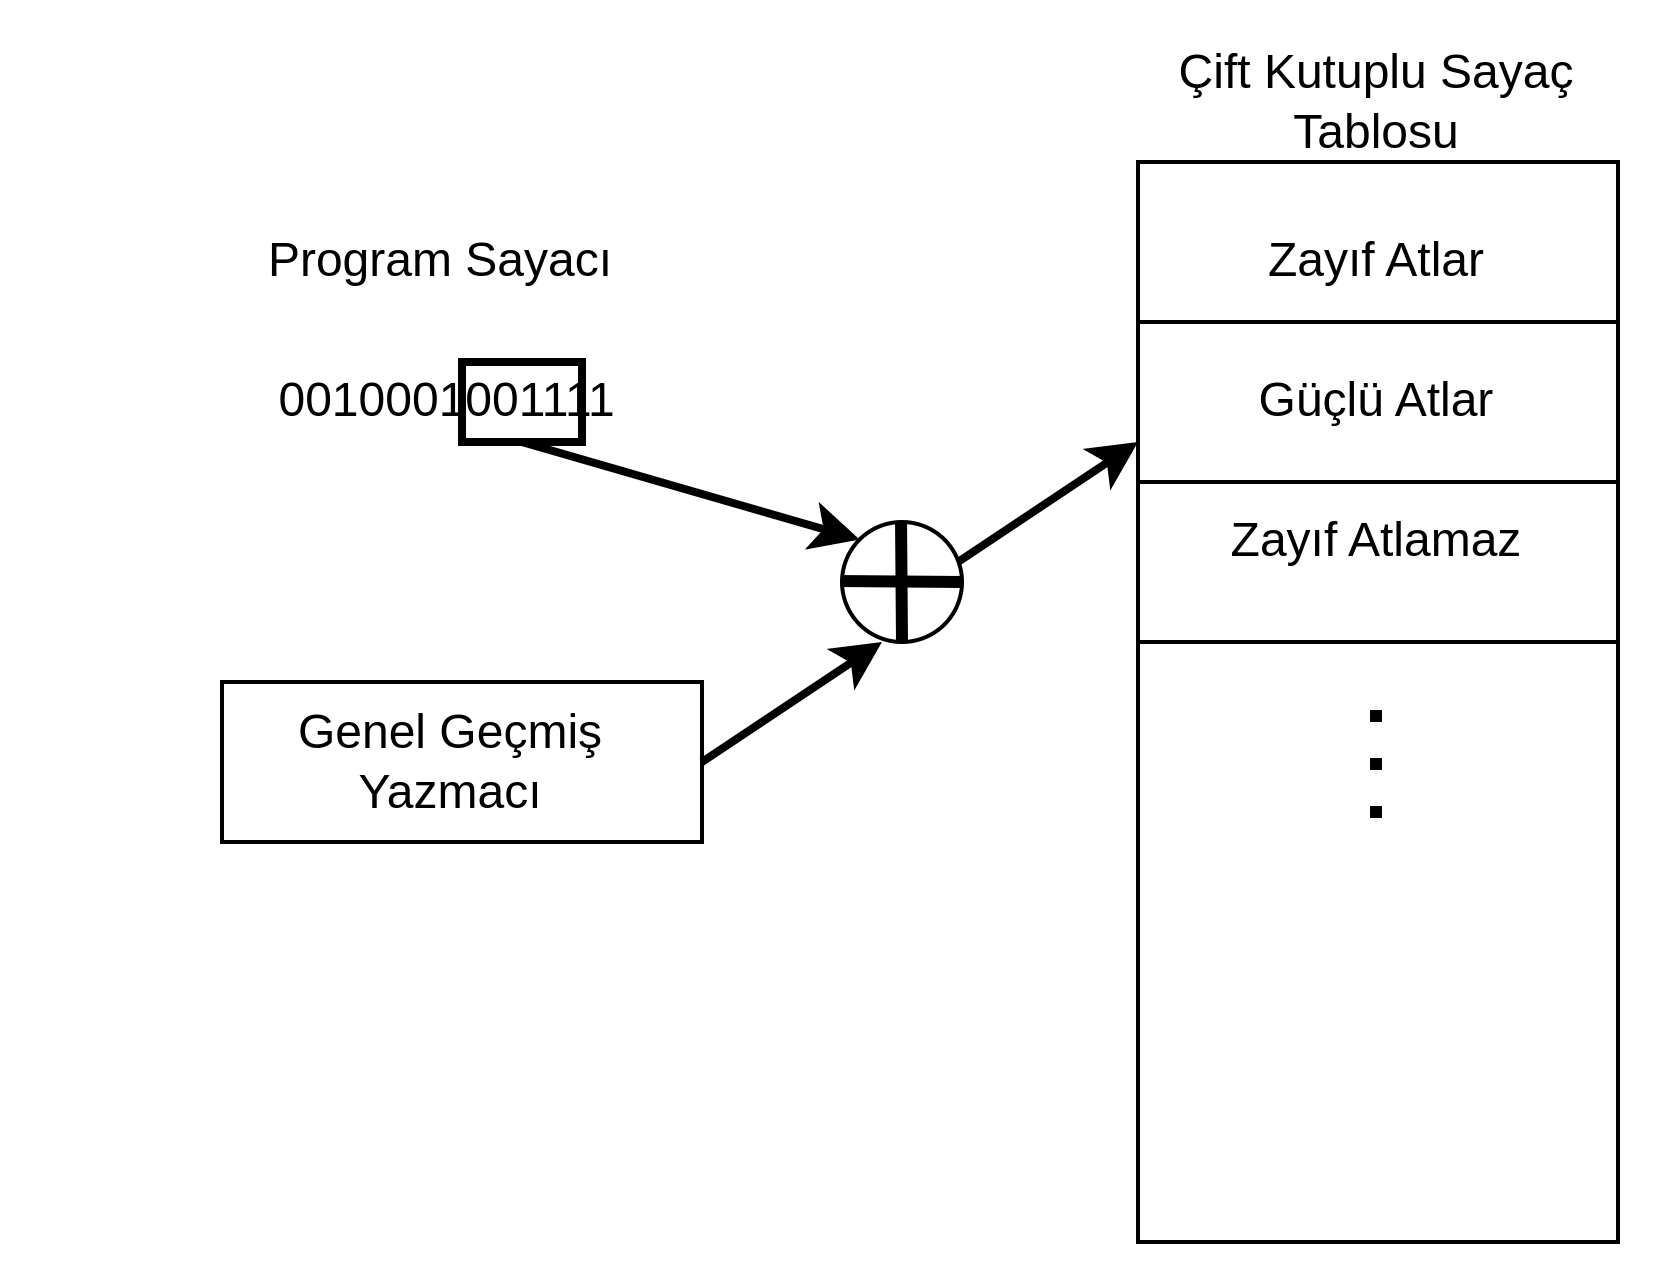 Çift Kutuplu Sayaç
Tablosu
Program Sayacı
Zayıf Atlar
0010001001111
Güçlü Atlar
Zayıf Atlamaz
Genel Geçmiş
Yazmacı